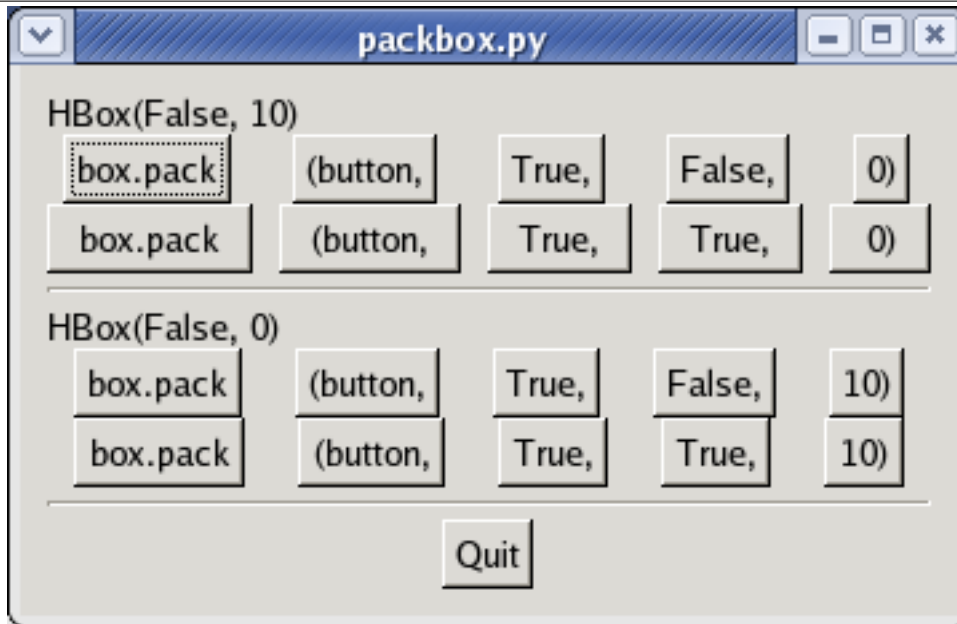 packbox.py
HBox(False, 10)
box.pack (button, True, False, 0)
box.pack (button, True, True, 0)
HBox(False, 0)
box.pack (button, True, False, 10)
box.pack (button, True, True, 10)
Quit